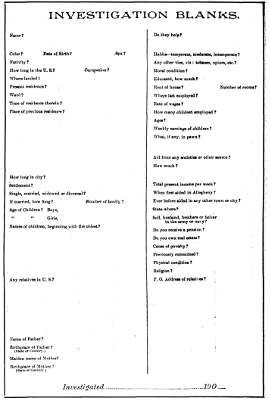 INVESTIGATION BLANKS.
Name?
Color? Date of Birth? Age?
Nativity?
How long in the U. S.? Occupation?
Where landed?
Present residence?
Ward?
Time of residence therein?
Place of previous residence?
How long in city?
Settlement?
Single, married, widowed or divorced?
If married, how long? Number of family?
Age of Children? Boys,
" " Girls,
Names of children, beginning with the oldest?
Any relatives in U. S.?
Name of Father?
Birthplace of Father?
(State or Country.)
Maiden name of Mother?
Birthplace of Mother?
(State or Country.)
Do they help?
Habits—temperate, moderate, intemperate?
Any other vice, viz: tobacco, opium, etc.?
Moral condition?
Educated, how much?
Rent of house? Number of rooms?
Where last employed?
Rate of wages?
How many children employed?
Ages?
Weekly earnings of children?
What, if any, in pawn?
Aid from any societies or other source?
How much?
Total present income per week?
When first aided in Allegheny?
Ever before aided in any other town or city?
State where?
Self, husband, brothers or father
in the army or navy?
Do you receive a pension?
Do you own real estate?
Cause of poverty?
Previously committed?
Physical condition?
Religion?
P. O. Address of relatives?
Investigated 190